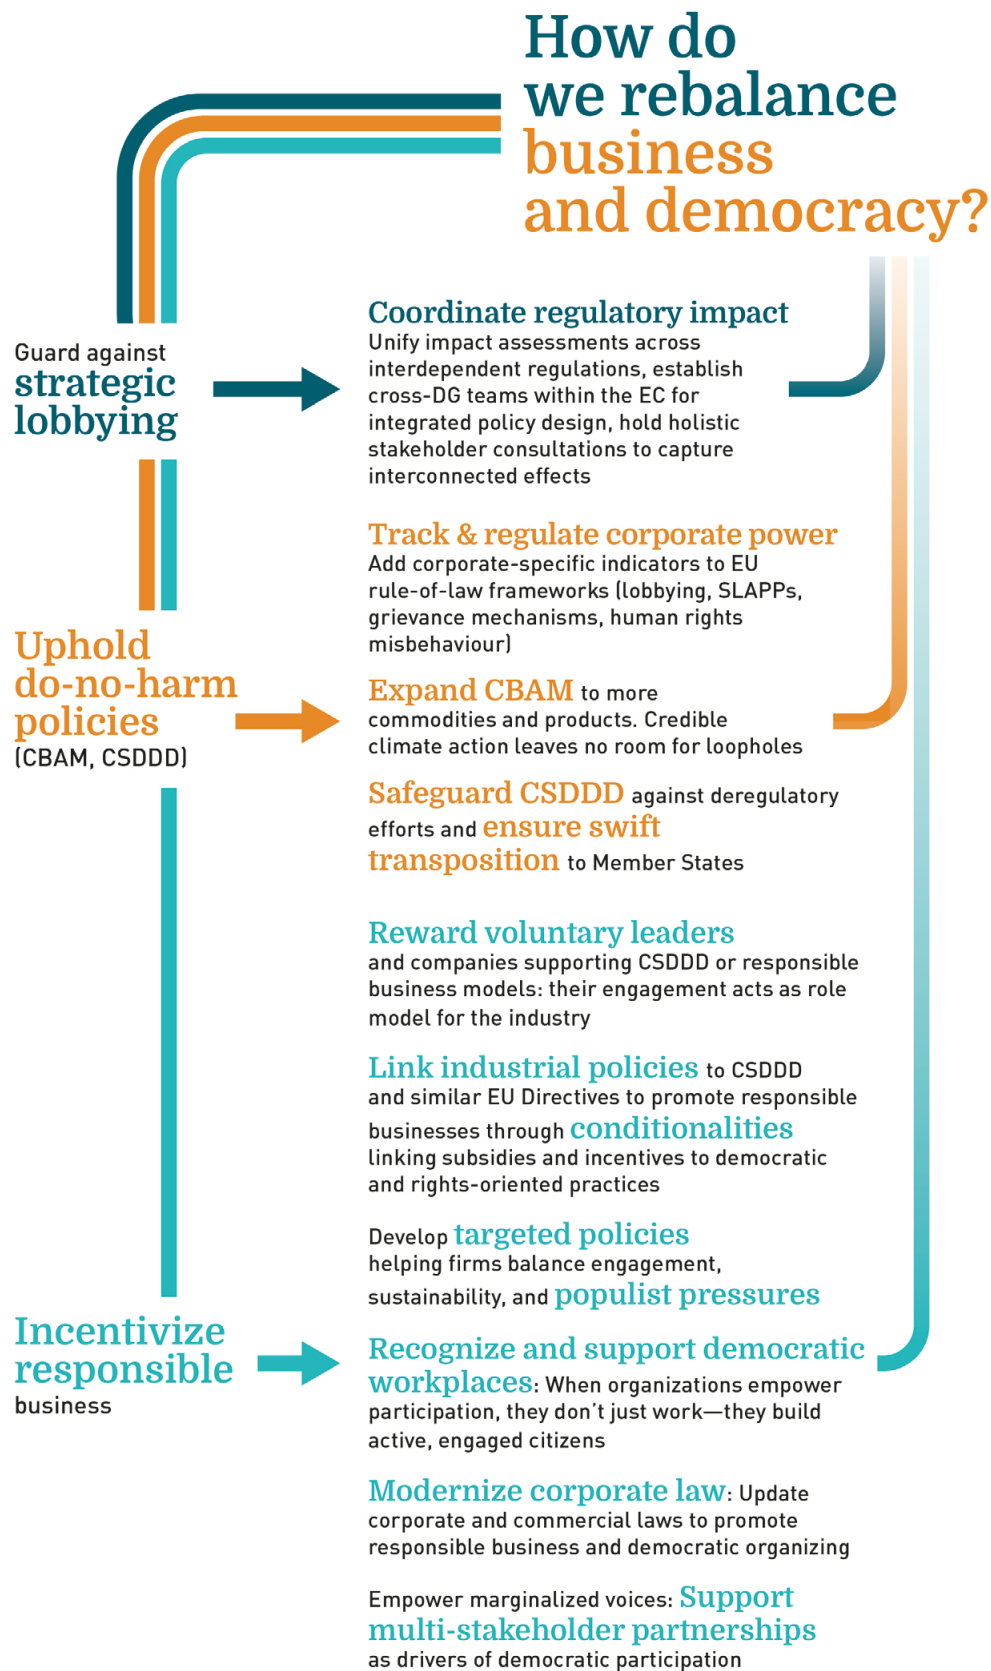 How do
we rebalance
business
and democracy?
Guard against
strategic
lobbying
Coordinate regulatory impact
Unify impact assessments across
interdependent regulations, establish
cross-DG teams within the EC for
integrated policy design, hold holistic
stakeholder consultations to capture
interconnected effects
Uphold
do-no-harm
policies
(CBAM, CSDDD)
Track & regulate corporate power
Add corporate-specific indicators to EU
rule-of-law frameworks (lobbying, SLAPPs,
grievance mechanisms, human rights
misbehaviour)
Expand CBAM to more
commodities and products. Credible
climate action leaves no room for loopholes
Safeguard CSDDD against deregulatory
efforts and ensure swift
transposition to Member States
Incentivize
responsible
business
Reward voluntary leaders
and companies supporting CSDDD or responsible
business models: their engagement acts as role
model for the industry
Link industrial policies to CSDDD
and similar EU Directives to promote responsible
businesses through conditionalities
linking subsidies and incentives to democratic
and rights-oriented practices
Develop targeted policies
helping firms balance engagement,
sustainability, and populist pressures
Recognize and support democratic
workplaces: When organizations empower
participation, they don't just work—they build
active, engaged citizens
Modernize corporate law: Update
corporate and commercial laws to promote
responsible business and democratic organizing
Empower marginalized voices: Support
multi-stakeholder partnerships
as drivers of democratic participation